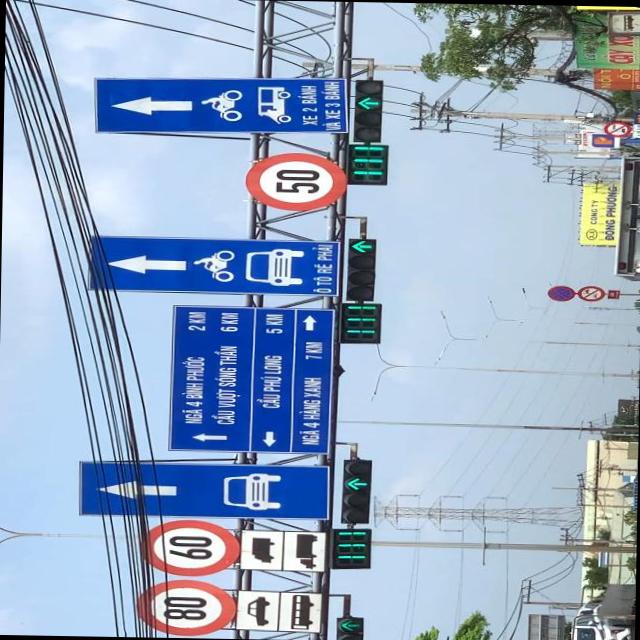 80
60
NGÃ 4 BÌNH PHƯỚC 2 KM
CẦU VƯỢT SÓNG THẦN 6 KM
CẦU PHÚ LONG 5 KM
NGÃ 4 HÀNG XANH 7 KM
Ô TÔ RẼ PHẢI
50
XE 2 BÁNH
VÀ XE 3 BÁNH
CÔNG TY
ĐÔNG PHƯƠNG